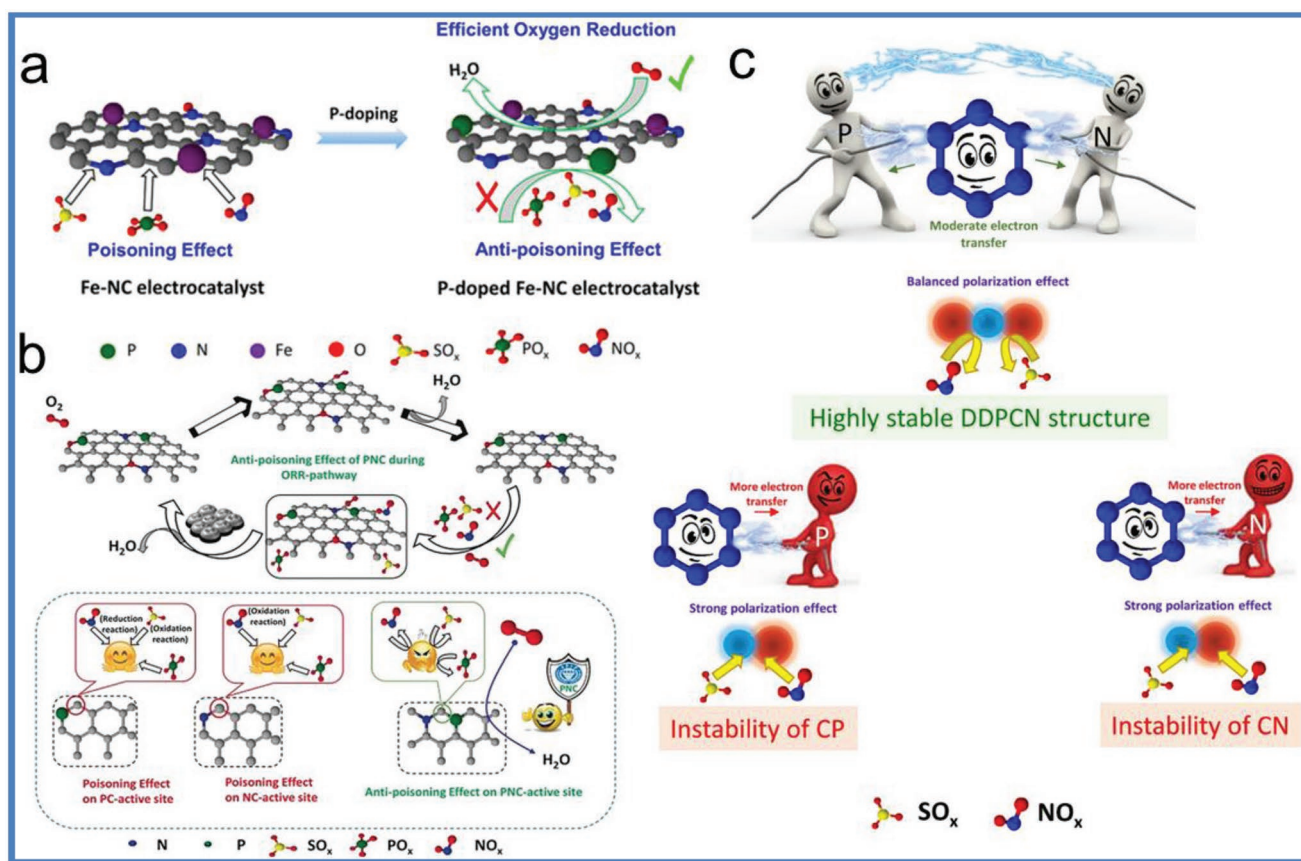 a
Efficient Oxygen Reduction
H₂O
P-doping
Poisoning Effect
Anti-poisoning Effect
Fe-NC electrocatalyst
P-doped Fe-NC electrocatalyst
b
P N Fe O SOₓ POₓ NOₓ
O₂
H₂O
Anti-poisoning Effect of PNC during
ORR-pathway
H₂O
(Reduction
reaction)
(Oxidation
reaction)
(Oxidation
reaction)
PNC
H₂O
Poisoning Effect
on PC-active site
Poisoning Effect
on NC-active site
Anti-poisoning Effect on PNC-active site
N P SOₓ POₓ NOₓ
c
P
N
Moderate electron
transfer
Balanced polarization effect
Highly stable DDPCN structure
More electron
transfer
P
Strong polarization effect
Instability of CP
More electron
transfer
N
Strong polarization effect
Instability of CN
SOₓ NOₓ